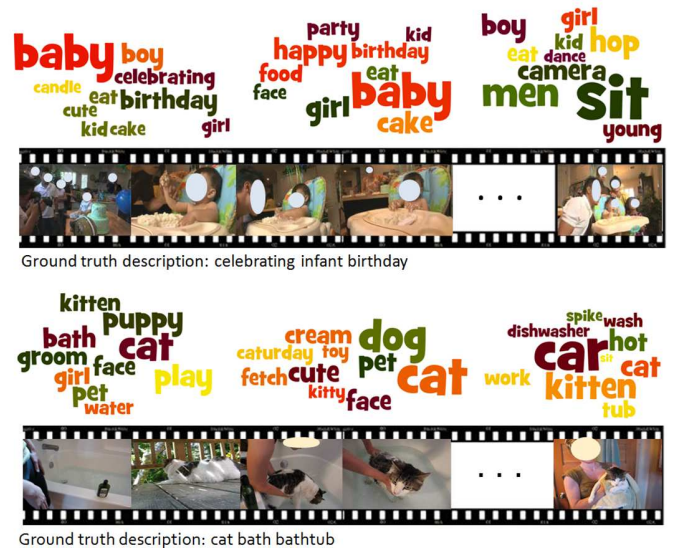 baby boy
celebrating
candle
eat birthday
cute
kid cake
girl
party
kid
happy birthday
food
eat
face
girl baby
cake
boy girl
kid hop
eat dance
camera
men sit
young
Ground truth description: celebrating infant birthday
kitten
puppy
bath
cat
groom face
girl
play
pet
water
cream dog
caturday toy
pet
fetch cute cat
kitty face
spike wash
dishwasher
car hot
sit
cat
work kitten
tub
Ground truth description: cat bath bathtub